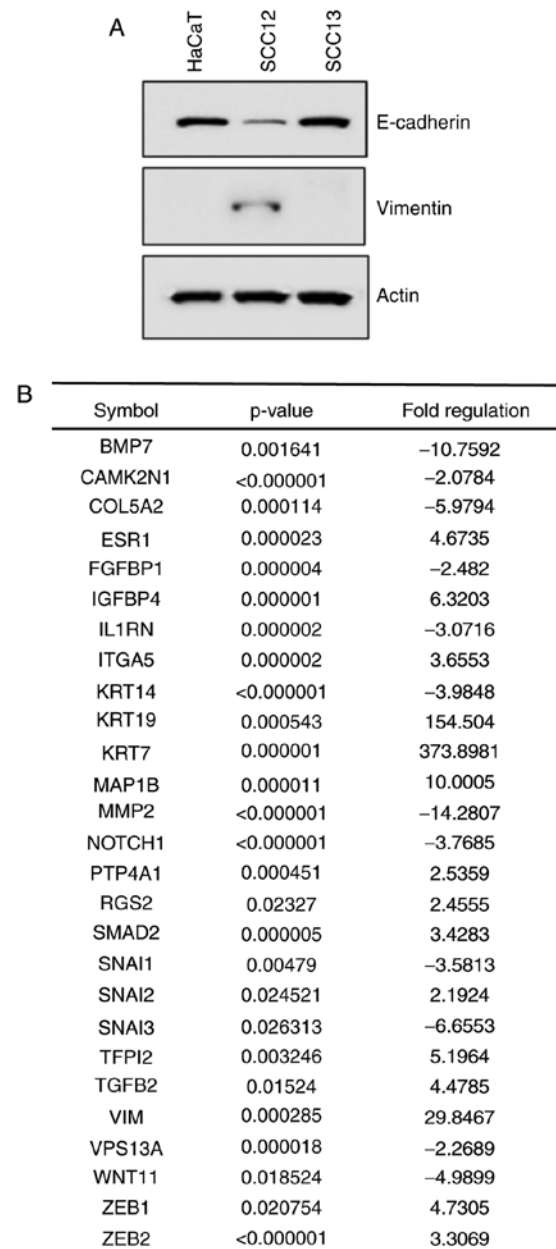 A
HaCaT SCC12 SCC13
E-cadherin
Vimentin
Actin
B
Symbol p-value Fold regulation
BMP7 0.001641 −10.7592
CAMK2N1 <0.000001 −2.0784
COL5A2 0.000114 −5.9794
ESR1 0.000023 4.6735
FGFBP1 0.000004 −2.482
IGFBP4 0.000001 6.3203
IL1RN 0.000002 −3.0716
ITGA5 0.000002 3.6553
KRT14 <0.000001 −3.9848
KRT19 0.000543 154.504
KRT7 0.000001 373.8981
MAP1B 0.000011 10.0005
MMP2 <0.000001 −14.2807
NOTCH1 <0.000001 −3.7685
PTP4A1 0.000451 2.5359
RGS2 0.02327 2.4555
SMAD2 0.000005 3.4283
SNAI1 0.00479 −3.5813
SNAI2 0.024521 2.1924
SNAI3 0.026313 −6.6553
TFPI2 0.003246 5.1964
TGFB2 0.01524 4.4785
VIM 0.000285 29.8467
VPS13A 0.000018 −2.2689
WNT11 0.018524 −4.9899
ZEB1 0.020754 4.7305
ZEB2 <0.000001 3.3069